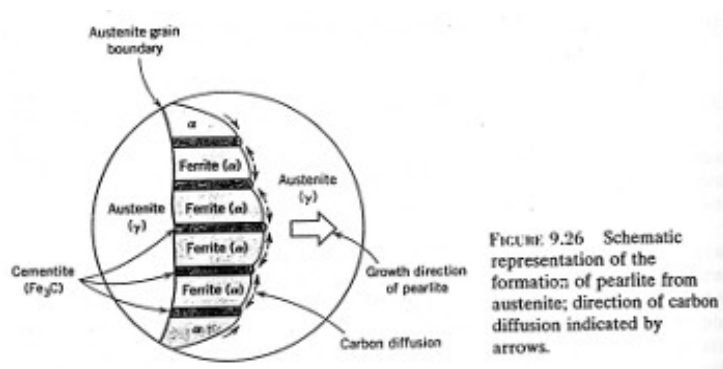 Austenite grain
boundary
α
Ferrite (α)
Austenite
(γ)
Ferrite (α)
Austenite
(γ)
Ferrite (α)
Ferrite (α)
Cementite
(Fe3C)
Growth direction
of pearlite
α
Carbon diffusion
FIGURE 9.26 Schematic
representation of the
formation of pearlite from
austenite; direction of carbon
diffusion indicated by
arrows.